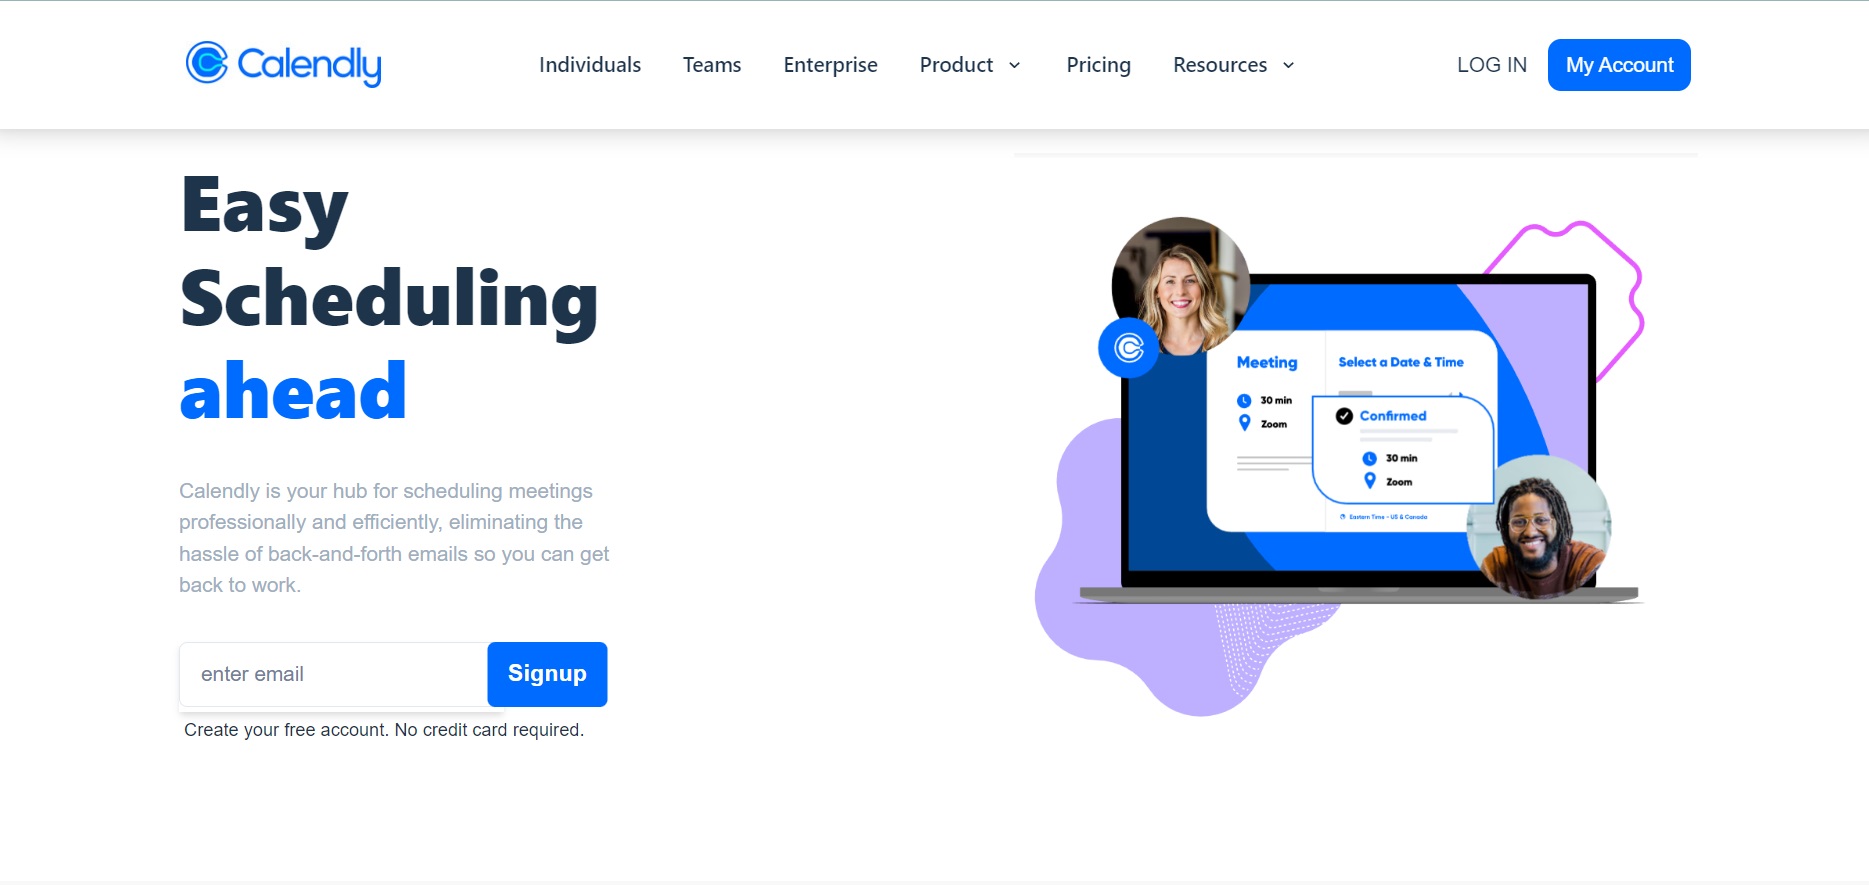 Calendly
Individuals
Teams
Enterprise
Product
Pricing
Resources
LOG IN
My Account
Easy
Scheduling
ahead
Calendly is your hub for scheduling meetings
professionally and efficiently, eliminating the
hassle of back-and-forth emails so you can get
back to work.
enter email
Signup
Create your free account. No credit card required.
Meeting
30 min
Zoom
Select a Date & Time
Confirmed
30 min
Zoom
Eastern Time - US & Canada